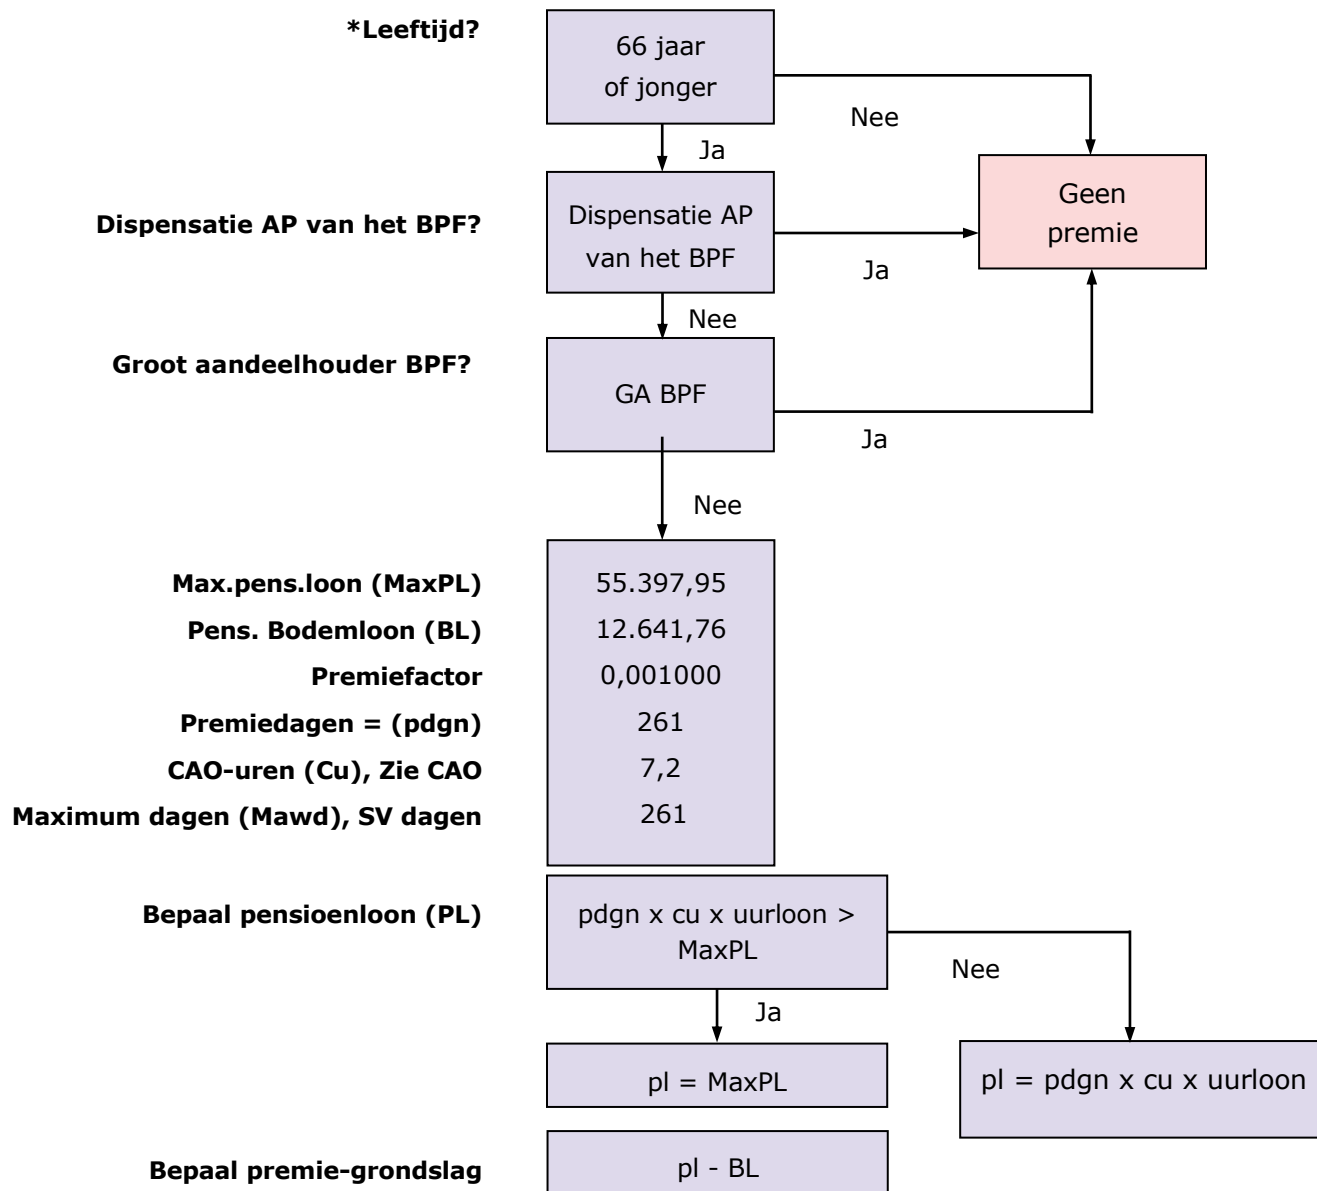 *Leeftijd?
66 jaar
of jonger
Nee
Ja
Geen
premie
Dispensatie AP van het BPF?
Dispensatie AP
van het BPF
Ja
Nee
Groot aandeelhouder BPF?
GA BPF
Ja
Nee
Max.pens.loon (MaxPL) 55.397,95
Pens. Bodemloon (BL) 12.641,76
Premiefactor 0,001000
Premiedagen = (pdgn) 261
CAO-uren (Cu), Zie CAO 7,2
Maximum dagen (Mawd), SV dagen 261
Bepaal pensioenloon (PL)
pdgn x cu x uurloon >
MaxPL
Nee
Ja
pl = MaxPL
pl = pdgn x cu x uurloon
Bepaal premie-grondslag
pl - BL